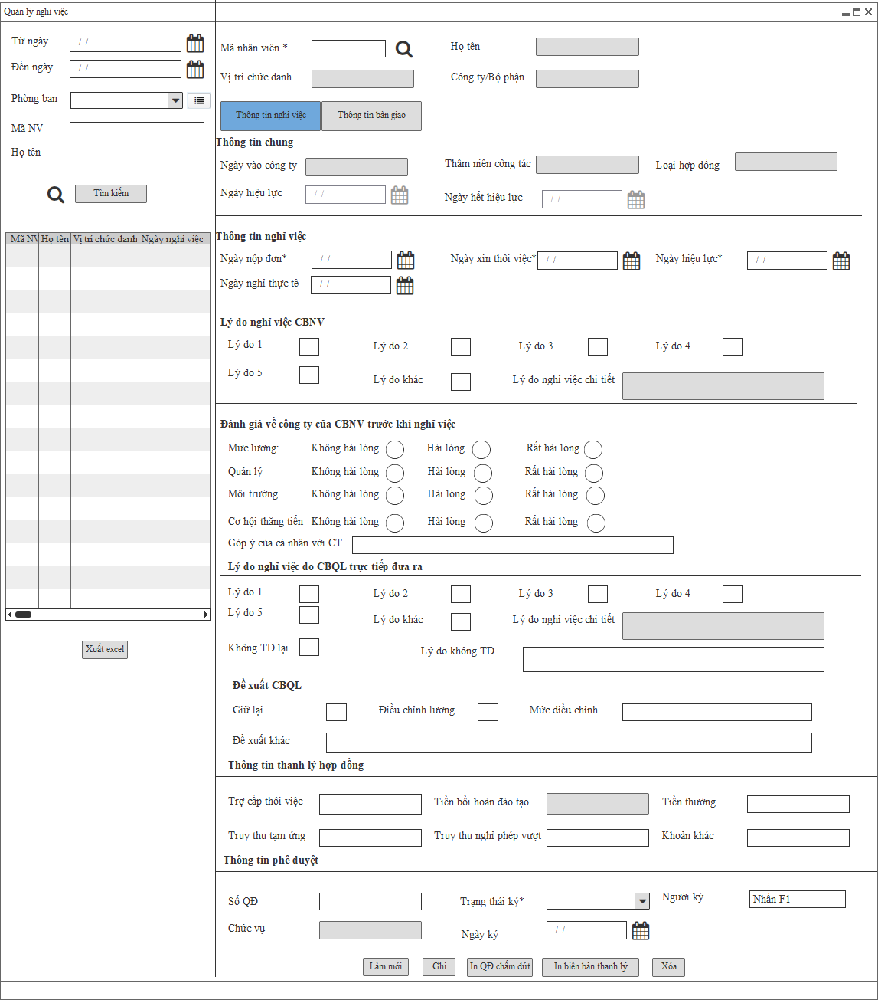 Quản lý nghỉ việc
Từ ngày / /
Đến ngày / /
Phòng ban
Mã NV
Họ tên
Tìm kiếm
Mã NV Họ tên Vị trí chức danh Ngày nghỉ việc
Xuất excel
Mã nhân viên * Họ tên
Vị trí chức danh Công ty/Bộ phận
Thông tin nghỉ việc Thông tin bàn giao
Thông tin chung
Ngày vào công ty Thâm niên công tác Loại hợp đồng
Ngày hiệu lực / / Ngày hết hiệu lực / /
Thông tin nghỉ việc
Ngày nộp đơn* / / Ngày xin thôi việc* / / Ngày hiệu lực* / /
Ngày nghỉ thực tế / /
Lý do nghỉ việc CBNV
Lý do 1 Lý do 2 Lý do 3 Lý do 4
Lý do 5 Lý do khác Lý do nghỉ việc chi tiết
Đánh giá về công ty của CBNV trước khi nghỉ việc
Mức lương: Không hài lòng Hài lòng Rất hài lòng
Quản lý Không hài lòng Hài lòng Rất hài lòng
Môi trường Không hài lòng Hài lòng Rất hài lòng
Cơ hội thăng tiến Không hài lòng Hài lòng Rất hài lòng
Góp ý của cá nhân với CT
Lý do nghỉ việc do CBQL trực tiếp đưa ra
Lý do 1 Lý do 2 Lý do 3 Lý do 4
Lý do 5 Lý do khác Lý do nghỉ việc chi tiết
Không TD lại Lý do không TD
Đề xuất CBQL
Giữ lại Điều chỉnh lương Mức điều chỉnh
Đề xuất khác
Thông tin thanh lý hợp đồng
Trợ cấp thôi việc Tiền bồi hoàn đào tạo Tiền thưởng
Truy thu tạm ứng Truy thu nghỉ phép vượt Khoản khác
Thông tin phê duyệt
Số QĐ Trạng thái ký* Người ký Nhấn F1
Chức vụ Ngày ký / /
Làm mới Ghi In QĐ chấm dứt In biên bản thanh lý Xóa